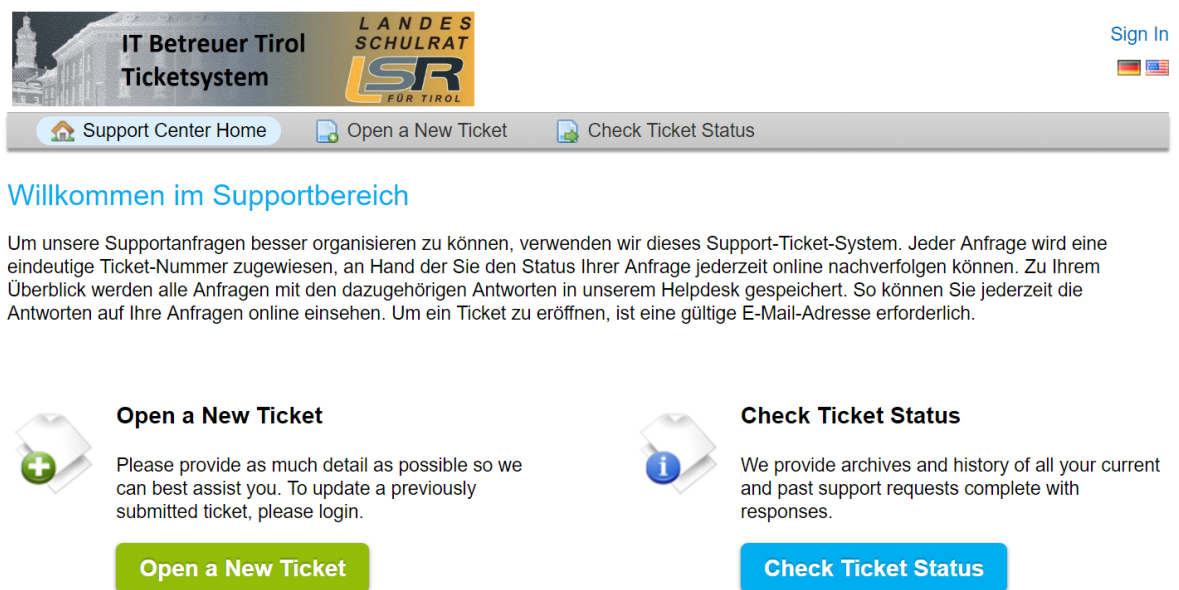 IT Betreuer Tirol
Ticketsystem
LANDES
SCHULRAT
LSR
FÜR TIROL
Sign In
Support Center Home
Open a New Ticket
Check Ticket Status
Willkommen im Supportbereich
Um unsere Supportanfragen besser organisieren zu können, verwenden wir dieses Support-Ticket-System. Jeder Anfrage wird eine
eindeutige Ticket-Nummer zugewiesen, an Hand der Sie den Status Ihrer Anfrage jederzeit online nachverfolgen können. Zu Ihrem
Überblick werden alle Anfragen mit den dazugehörigen Antworten in unserem Helpdesk gespeichert. So können Sie jederzeit die
Antworten auf Ihre Anfragen online einsehen. Um ein Ticket zu eröffnen, ist eine gültige E-Mail-Adresse erforderlich.
Open a New Ticket
Please provide as much detail as possible so we
can best assist you. To update a previously
submitted ticket, please login.
Open a New Ticket
Check Ticket Status
We provide archives and history of all your current
and past support requests complete with
responses.
Check Ticket Status